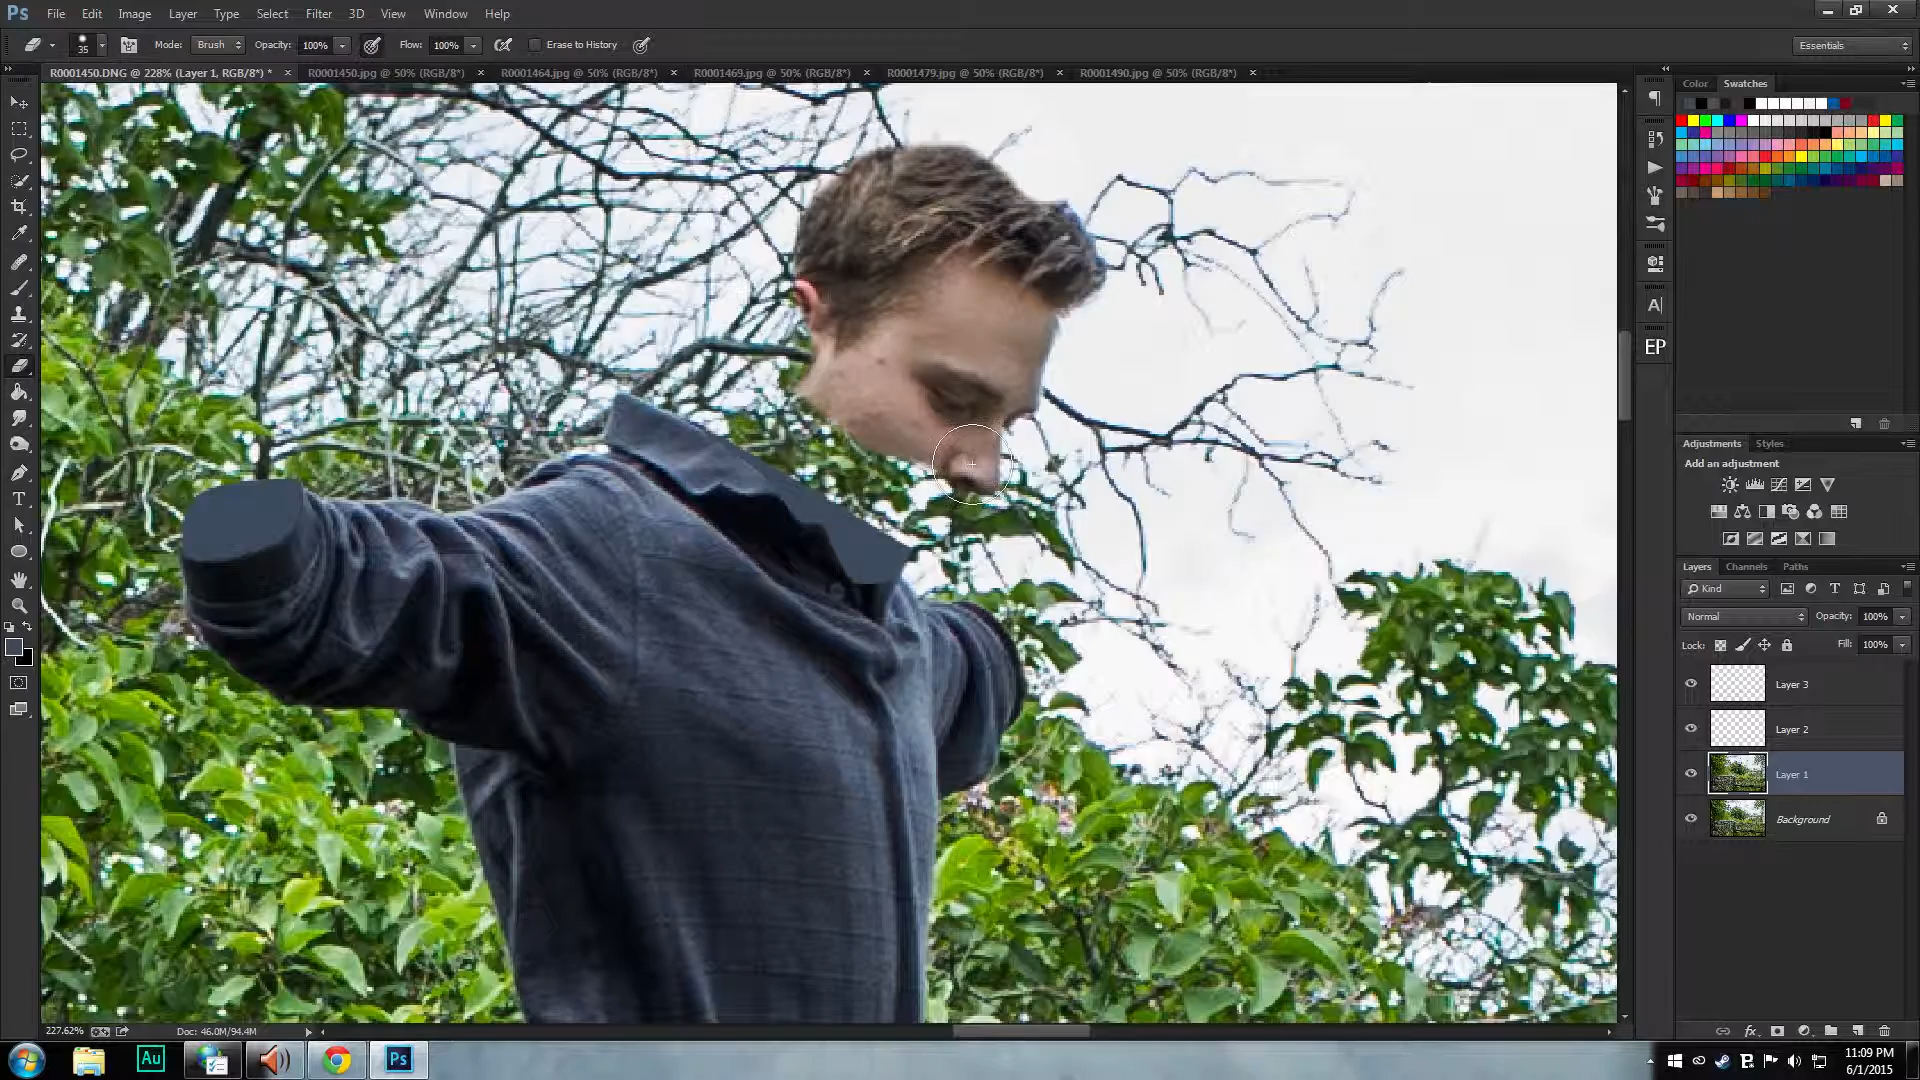 Ps File Edit Image Layer Type Select Filter 3D View Window Help
35 Mode: Brush Opacity: 100% Flow: 100% Erase to History Essentials
R0001450.DNG @ 228% (Layer 1, RGB/8*) * × R0001450.jpg @ 50% (RGB/8*) × R0001464.jpg @ 50% (RGB/8*) × R0001469.jpg @ 50% (RGB/8*) × R0001479.jpg @ 50% (RGB/8*) × R0001490.jpg @ 50% (RGB/8*) ×
Color Swatches
A|
EP
T
Adjustments Styles
Add an adjustment
Layers Channels Paths
Kind
Normal Opacity: 100%
Lock: Fill: 100%
Layer 3
Layer 2
Layer 1
Background
fx
227.62% Doc: 46.0M/94.4M
Au Ps
11:09 PM
6/1/2015